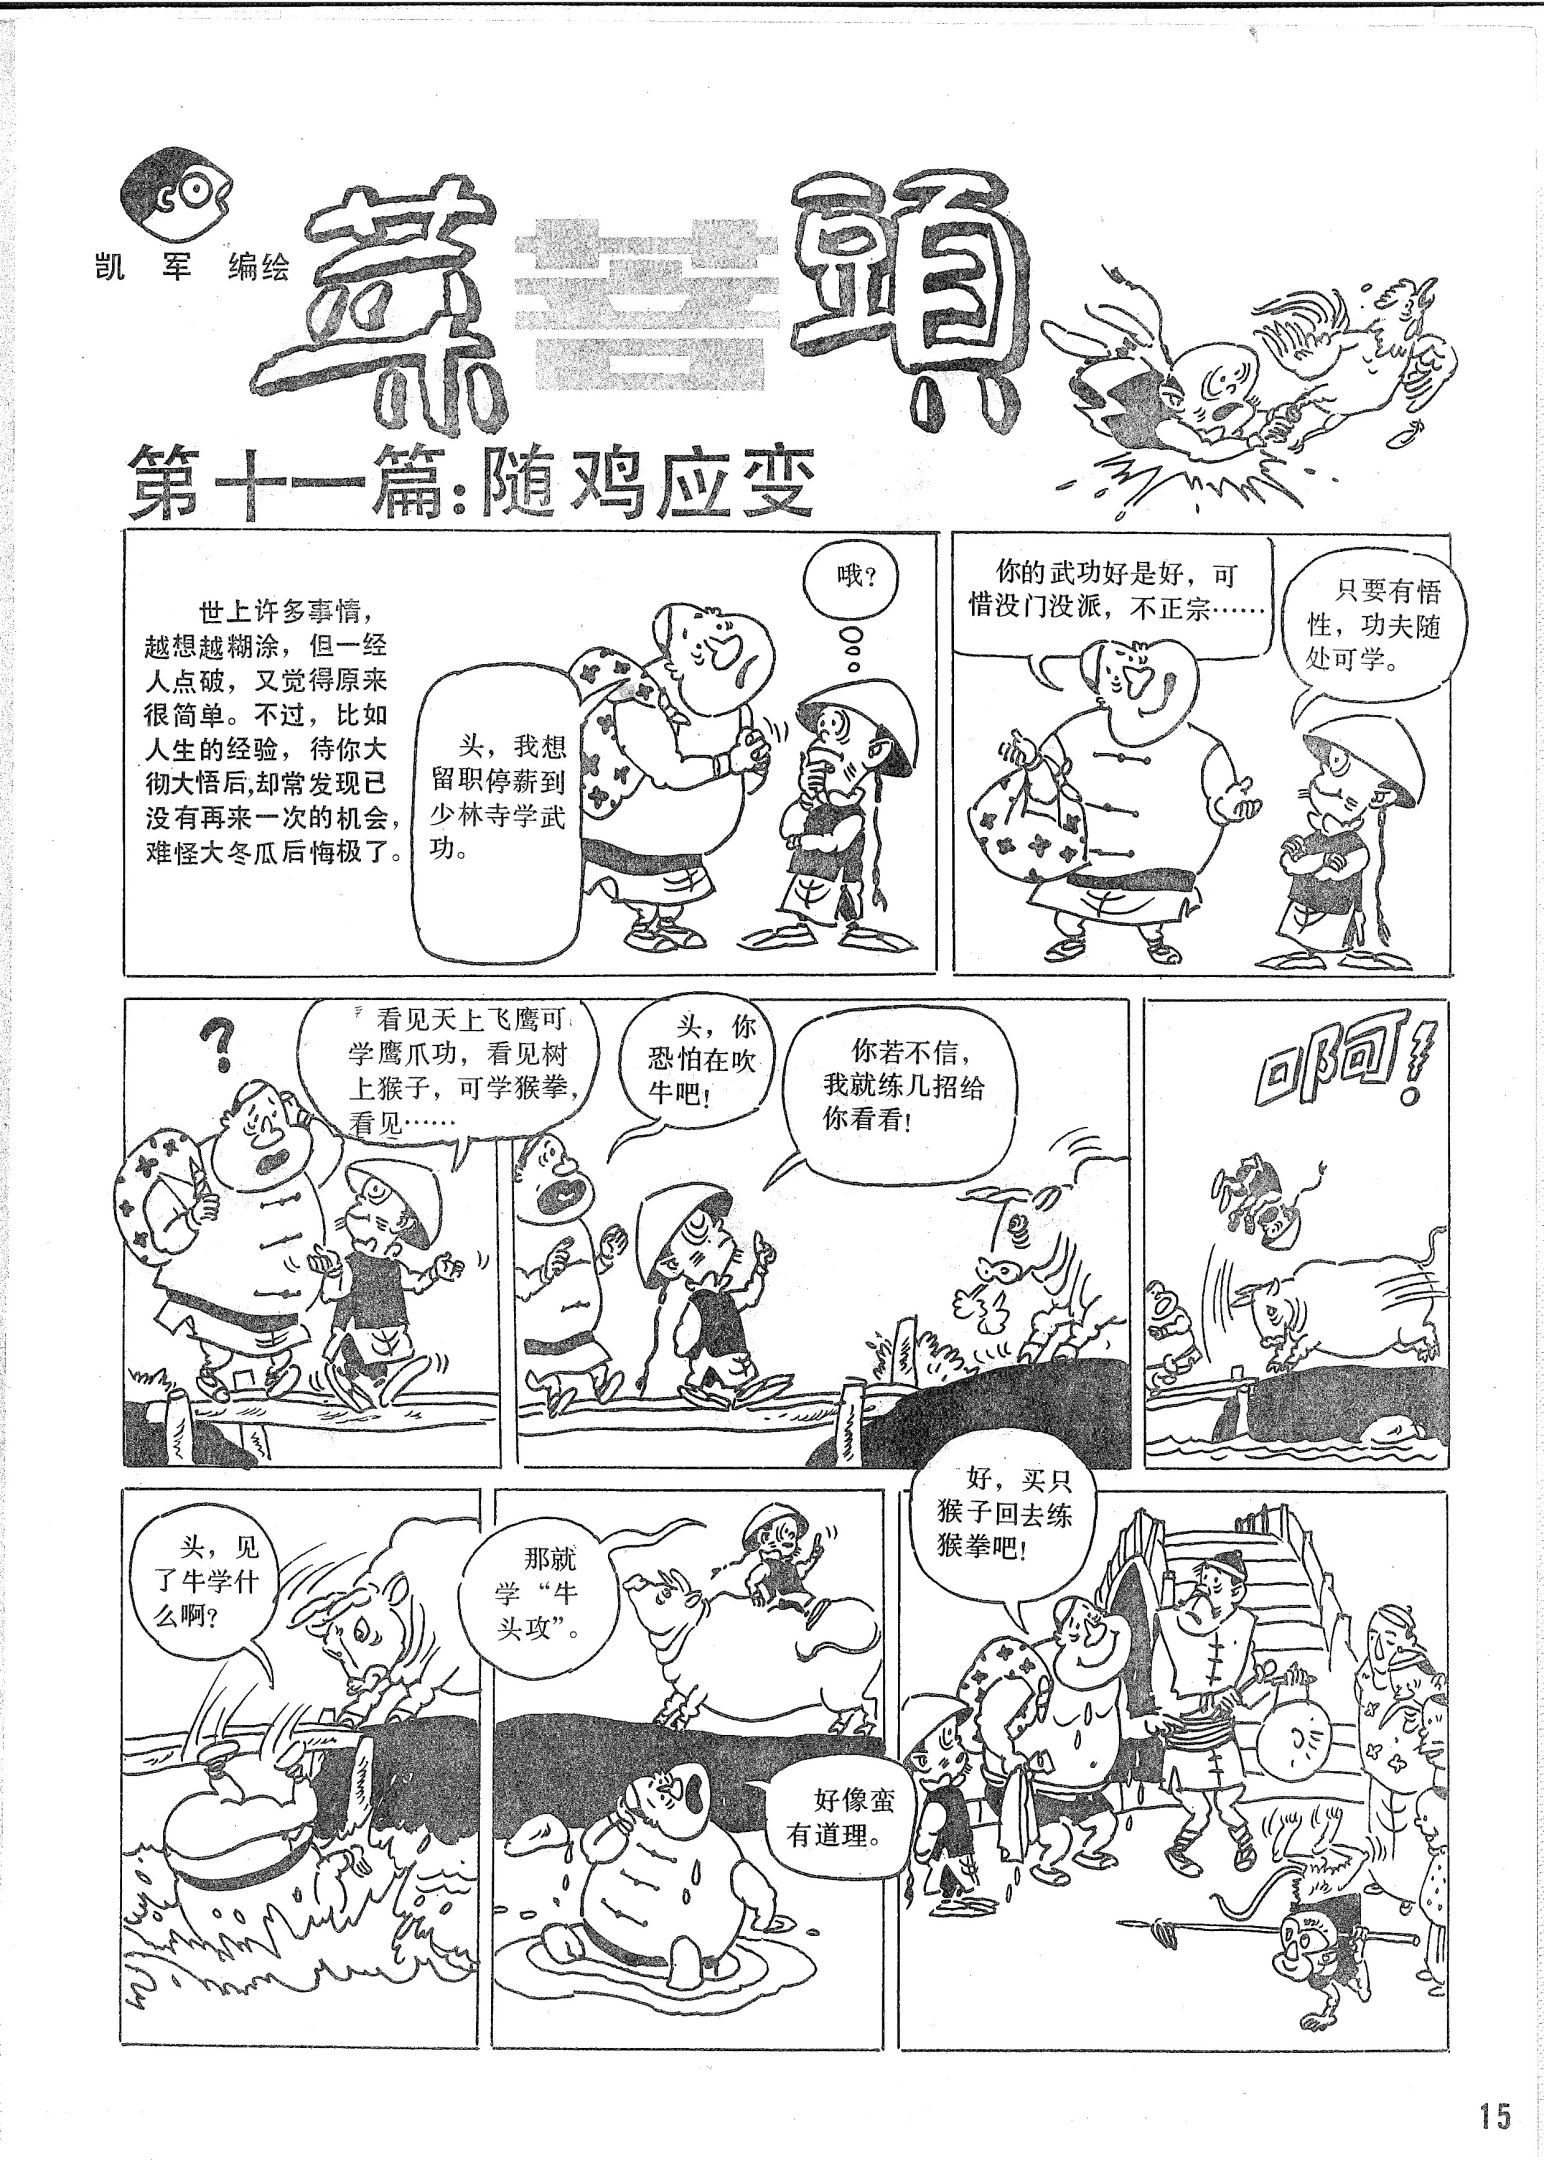 凯 军 编绘
菜兽頭
第十一篇:随鸡应变
世上许多事情,
越想越糊涂,但一经
人点破,又觉得原来
很简单。不过,比如
人生的经验,待你大
彻大悟后,却常发现已
没有再来一次的机会,
难怪大冬瓜后悔极了。
头,我想
留职停薪到
少林寺学武
功。
哦?
你的武功好是好,可
惜没门没派,不正宗……
只要有悟
性,功夫随
处可学。
?
看见天上飞鹰可
学鹰爪功,看见树
上猴子,可学猴拳,
看见……
头,你
恐怕在吹
牛吧!
你若不信,
我就练几招给
你看看!
啊!
头,见
了牛学什
么啊?
那就
学“牛
头攻”。
好像蛮
有道理。
好,买只
猴子回去练
猴拳吧!
15